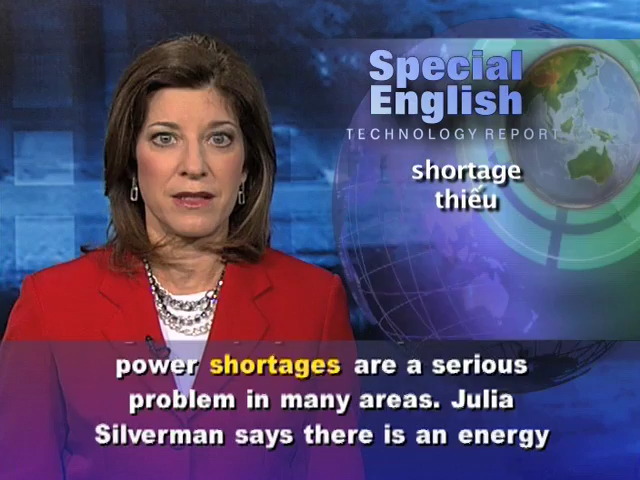 Special
English
TECHNOLOGY REPORT
shortage
thiếu
power shortages are a serious
problem in many areas. Julia
Silverman says there is an energy